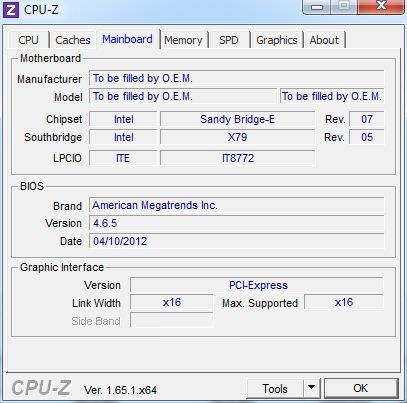 Z CPU-Z
CPU Caches Mainboard Memory SPD Graphics About
Motherboard
Manufacturer To be filled by O.E.M.
Model To be filled by O.E.M. To be filled by O.E.M.
Chipset Intel Sandy Bridge-E Rev. 07
Southbridge Intel X79 Rev. 05
LPCIO ITE IT8772
BIOS
Brand American Megatrends Inc.
Version 4.6.5
Date 04/10/2012
Graphic Interface
Version PCI-Express
Link Width x16 Max. Supported x16
Side Band
CPU-Z Ver. 1.65.1.x64 Tools OK